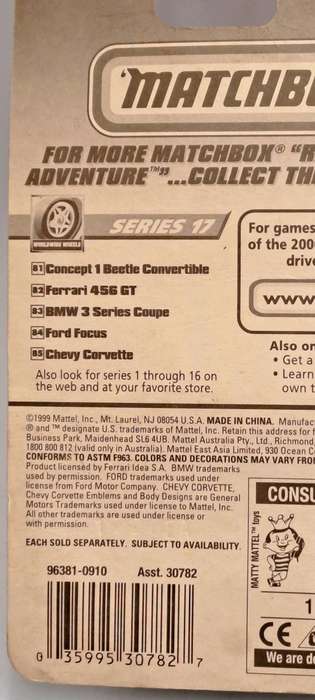 MATCHB
FOR MORE MATCHBOX® "R
ADVENTURE™"...COLLECT TH
WORLDWIDE WHEELS
SERIES 17
81 Concept 1 Beetle Convertible
82 Ferrari 456 GT
83 BMW 3 Series Coupe
84 Ford Focus
85 Chevy Corvette
Also look for series 1 through 16 on
the web and at your favorite store.
For games
of the 200
drive
www
Also on
• Get a
• Learn
own t
©1999 Mattel, Inc., Mt. Laurel, NJ 08054 U.S.A. MADE IN CHINA. Manufac
® and ™ designate U.S. trademarks of Mattel, Inc. Retain this address for f
Business Park, Maidenhead SL6 4UB. Mattel Australia Pty., Ltd., Richmond,
1800 800 812 (valid only in Australia). Mattel East Asia Limited, 930 Ocean C
CONFORMS TO ASTM F963. COLORS AND DECORATIONS MAY VARY FRO
Product licensed by Ferrari Idea S.A. BMW trademarks
used by permission. FORD trademarks used under
license from Ford Motor Company. CHEVY CORVETTE,
Chevy Corvette Emblems and Body Designs are General
Motors Trademarks used under license to Mattel, Inc.
All other trademarks are used under license or
with permission.
EACH SOLD SEPARATELY. SUBJECT TO AVAILABILITY.
96381-0910 Asst. 30782
0 35995 30782 7
CONSU
MATTY MATTEL™ toys
1
CE
We are de